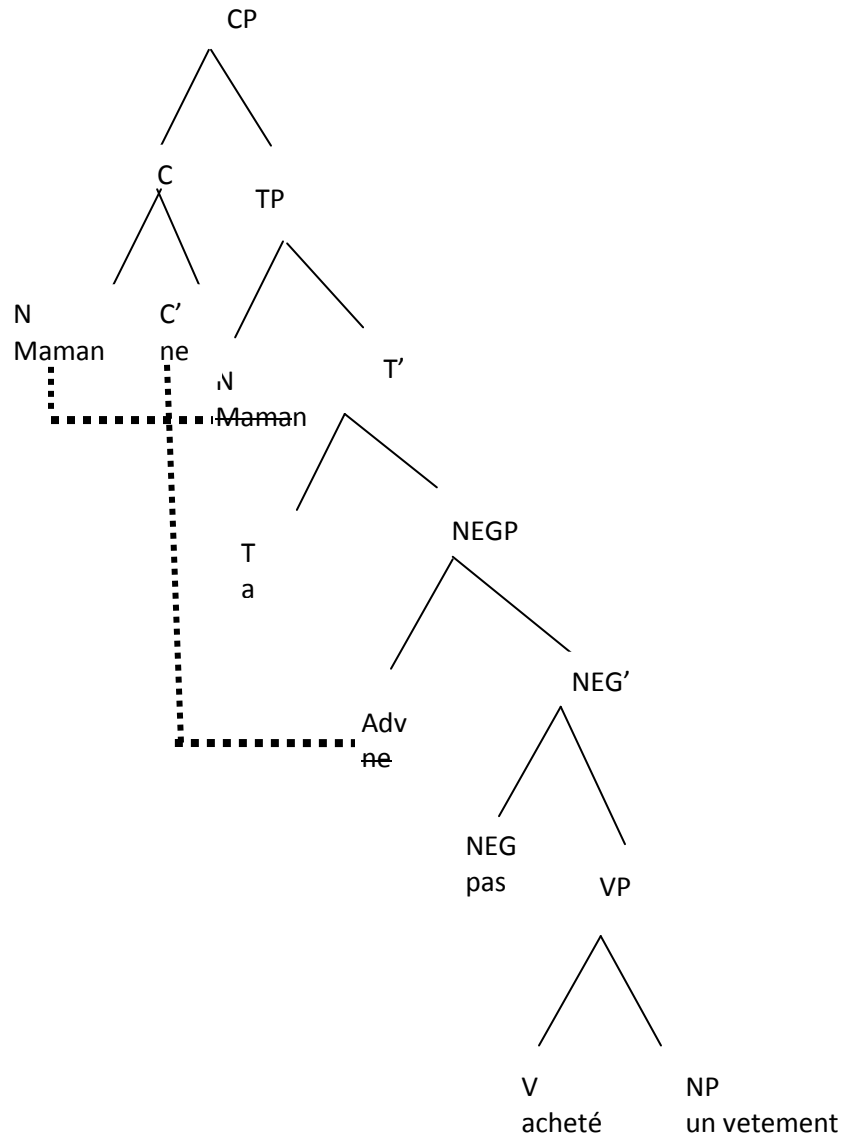 CP
C
TP
N
Maman
C’
ne
N
Maman
T’
T
a
NEGP
Adv
ne
NEG’
NEG
pas
VP
V
acheté
NP
un vetement